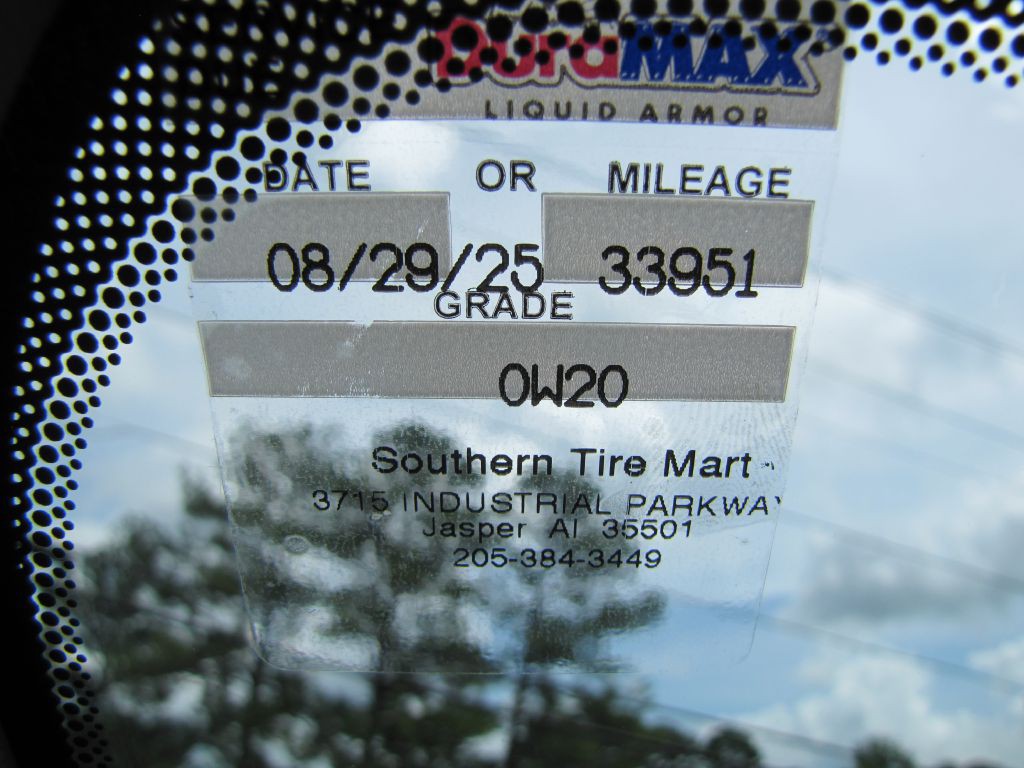 DuraMAX
LIQUID ARMOR
DATE OR MILEAGE
08/29/25 33951
GRADE
0W20
Southern Tire Mart -
3715 INDUSTRIAL PARKWAY
Jasper Al 35501
205-384-3449